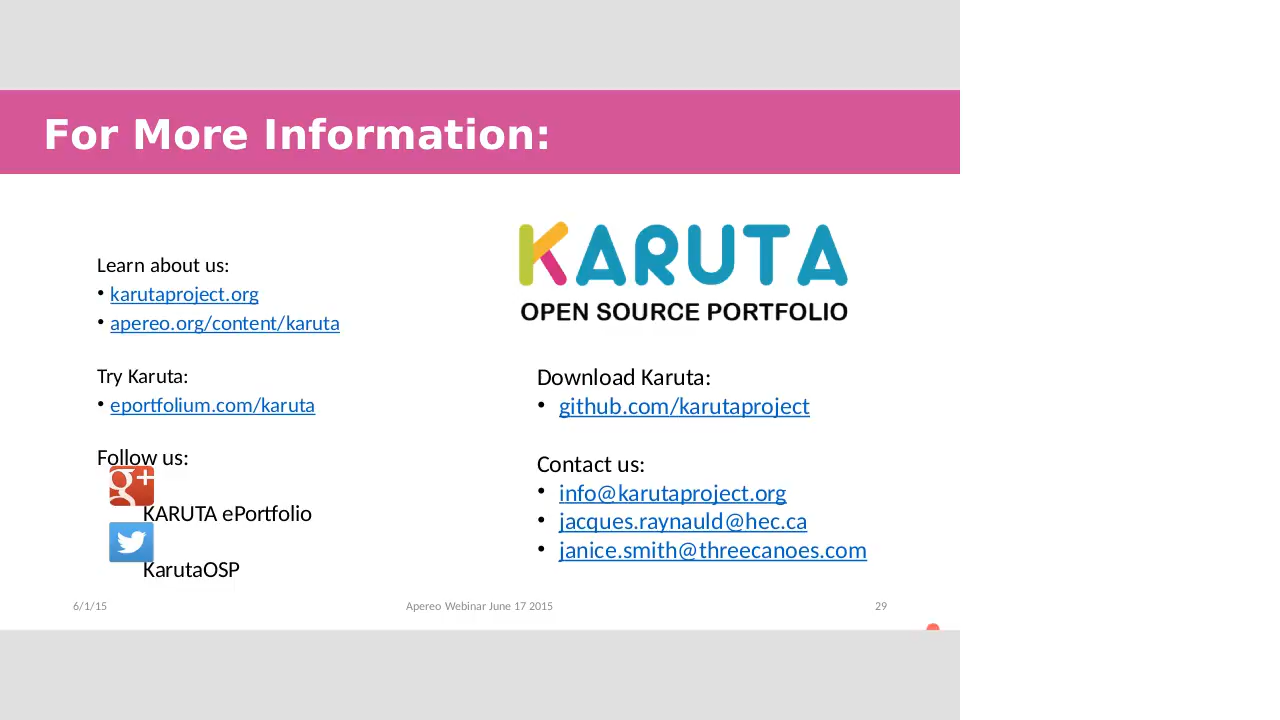 For More Information:
Learn about us:
• karutaproject.org
• apereo.org/content/karuta
Try Karuta:
• eportfolium.com/karuta
Follow us:
g+
KARUTA ePortfolio
KarutaOSP
KARUTA
OPEN SOURCE PORTFOLIO
Download Karuta:
• github.com/karutaproject
Contact us:
• info@karutaproject.org
• jacques.raynauld@hec.ca
• janice.smith@threecanoes.com
6/1/15
Apereo Webinar June 17 2015
29